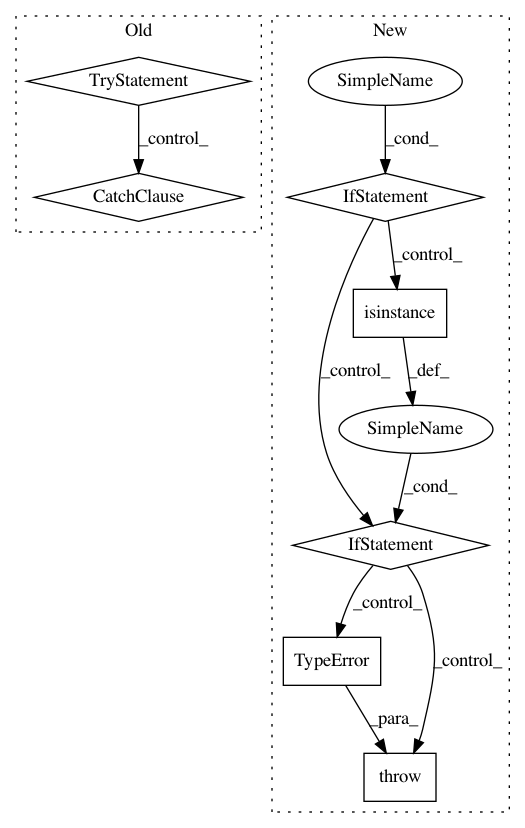 Old
New
TryStatement
SimpleName
_control_
_cond_
CatchClause
IfStatement
_control_
isinstance
_control_
_def_
SimpleName
_cond_
IfStatement
_control_
TypeError
_control_
_para_
throw